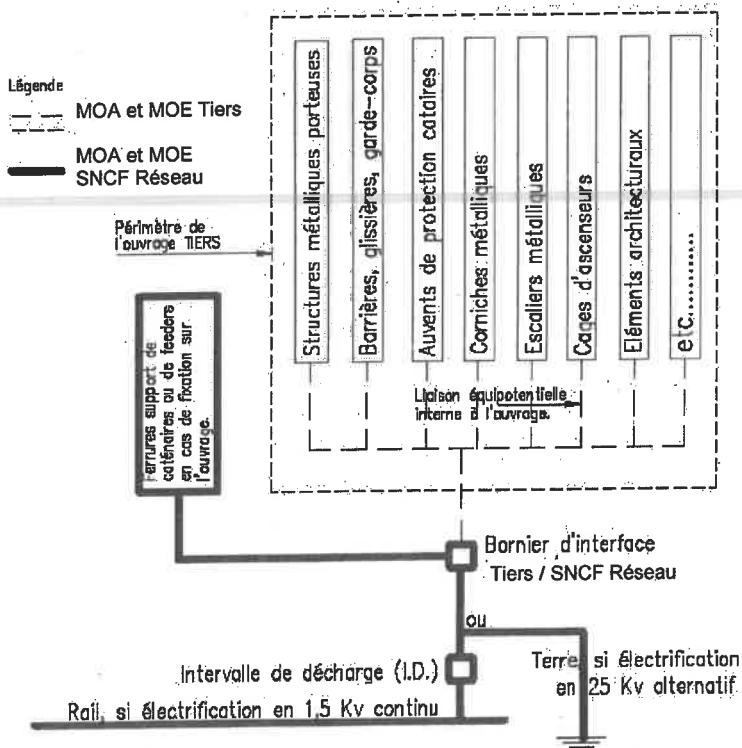 Légende
MOA et MOE Tiers
MOA et MOE
SNCF Réseau
Périmètre de
l'ouvrage TIERS
Structures métalliques porteuses
Barrières, glissières, garde-corps
Auvents de protection cataires
Corniches métalliques
Escaliers métalliques
Cages d'ascenseurs
Eléments architecturaux
etc...........
Liaison équipotentielle
interne à l'ouvrage.
Ferrures support de
caténaires ou de feeders
en cas de fixation sur
l'ouvrage.
Bornier d'interface
Tiers / SNCF Réseau
ou
Intervalle de décharge (I.D.)
Terre, si électrification
en 25 Kv alternatif
Rail, si électrification en 1,5 Kv continu